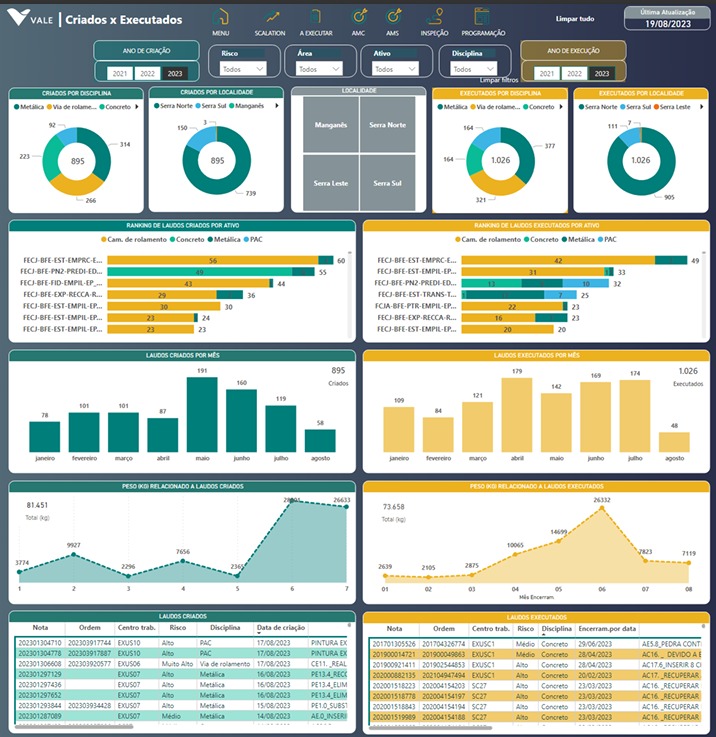 VALE | Criados x Executados
MENU
SCALATION
A EXECUTAR
AMC
AMS
INSPEÇÃO
PROGRAMAÇÃO
Limpar tudo
Última Atualização
19/08/2023
ANO DE CRIAÇÃO
2021 2022 2023
Risco
Todos
Área
Todos
Ativo
Todos
Disciplina
Todos
Limpar filtros
ANO DE EXECUÇÃO
2021 2022 2023
CRIADOS POR DISCIPLINA
Metálica Via de rolame... Concreto
92
314
223
895
266
CRIADOS POR LOCALIDADE
Serra Norte Serra Sul Manganês
3
150
895
739
LOCALIDADE
Manganês Serra Norte
Serra Leste Serra Sul
EXECUTADOS POR DISCIPLINA
Metálica Via de rolame... Concreto
164
377
164
1.026
321
EXECUTADOS POR LOCALIDADE
Serra Norte Serra Sul Serra Leste
7
111
1.026
905
RANKING DE LAUDOS CRIADOS POR ATIVO
Cam. de rolamento Concreto Metálica PAC
FECJ-BFE-EST-EMPRC-E... 56 60
FECJ-BFE-PN2-PREDI-ED... 49 55
FECJ-BFE-FID-EMPIL-EP_... 43 44
FECJ-BFE-EXP-RECCA-R... 29 36
FECJ-BFE-EST-EMPIL-EP... 30 30
FECJ-BFE-EST-EMPIL-EP... 23 24
FECJ-BFE-EST-EMPIL-EP... 23 23
RANKING DE LAUDOS EXECUTADOS POR ATIVO
Cam. de rolamento Concreto Metálica PAC
FECJ-BFE-EST-EMPRC-E... 42 49
FECJ-BFE-EST-EMPIL-EP... 31 33
FECJ-BFE-PN2-PREDI-ED... 13 10 32
FECJ-BFE-EST-TRANS-T... 7 25
FCJA-BFE-PTR-EMPIL-EP... 22 23
FECJ-BFE-EXP-RECCA-R... 16 23
FECJ-BFE-EST-EMPIL-EP... 20 20
LAUDOS CRIADOS POR MÊS
895
Criados
78 101 101 87 191 160 119 58
janeiro fevereiro março abril maio junho julho agosto
LAUDOS EXECUTADOS POR MÊS
1.026
Executados
109 84 121 179 142 169 174 48
janeiro fevereiro março abril maio junho julho agosto
PESO (KG) RELACIONADO A LAUDOS CRIADOS
81.451
Total (kg)
3774 9927 2296 7656 2365 26633
1 2 3 4 5 6 7
PESO (KG) RELACIONADO A LAUDOS EXECUTADOS
73.658
Total (kg)
2639 2105 2875 10065 14699 26332 7823 7119
01 02 03 04 05 06 07 08
Mês Encerram.
LAUDOS CRIADOS
Nota Ordem Centro trab. Risco Disciplina Data de criação
202301304710 202303917744 EXUS10 Alto PAC 17/08/2023 PINTURA EX
202301304778 202303917887 EXUS10 Alto PAC 17/08/2023 PINTURA EX
202301306608 202303920577 EXUS06 Muito Alto Via de rolamento 17/08/2023 CE11._REAL
202301297129 EXUS07 Alto Metálica 16/08/2023 PE13.4_RECO
202301297436 EXUS07 Alto Metálica 16/08/2023 PE13.4_ELIM
202301297652 EXUS07 Alto Metálica 16/08/2023 PE13.4_ELIM
202301293844 202303934428 EXUS07 Alto Metálica 15/08/2023 PE1.0_SUBST
202301287089 EXUS07 Médio Metálica 14/08/2023 AE.0_INSERI
LAUDOS EXECUTADOS
Nota Ordem Centro trab. Risco Disciplina Encerram.por data
201701305526 201704326774 EXUSC1 Médio Concreto 29/06/2023 AE5.8_PEDRA CONT
201900014721 201900049863 EXUSC1 Médio Concreto 28/04/2023 AC16. _ DEVIDO A E
201900921411 201902544853 EXUSC1 Alto Concreto 28/04/2023 AC17.6_INSERIR 8 C
202000882135 202104947494 EXUSC1 Alto Concreto 20/02/2023 AC17. _RECUPERAR
202001518223 202004154203 SC27 Alto Concreto 23/03/2023 AC16. _RECUPERAR
202001518778 202004154197 SC27 Alto Concreto 23/03/2023 AC16. _RECUPERAR
202001518843 202004154194 SC27 Alto Concreto 23/03/2023 AC16. _RECUPERAR
202001519989 202004154188 SC27 Alto Concreto 23/03/2023 AC16. _RECUPERAR